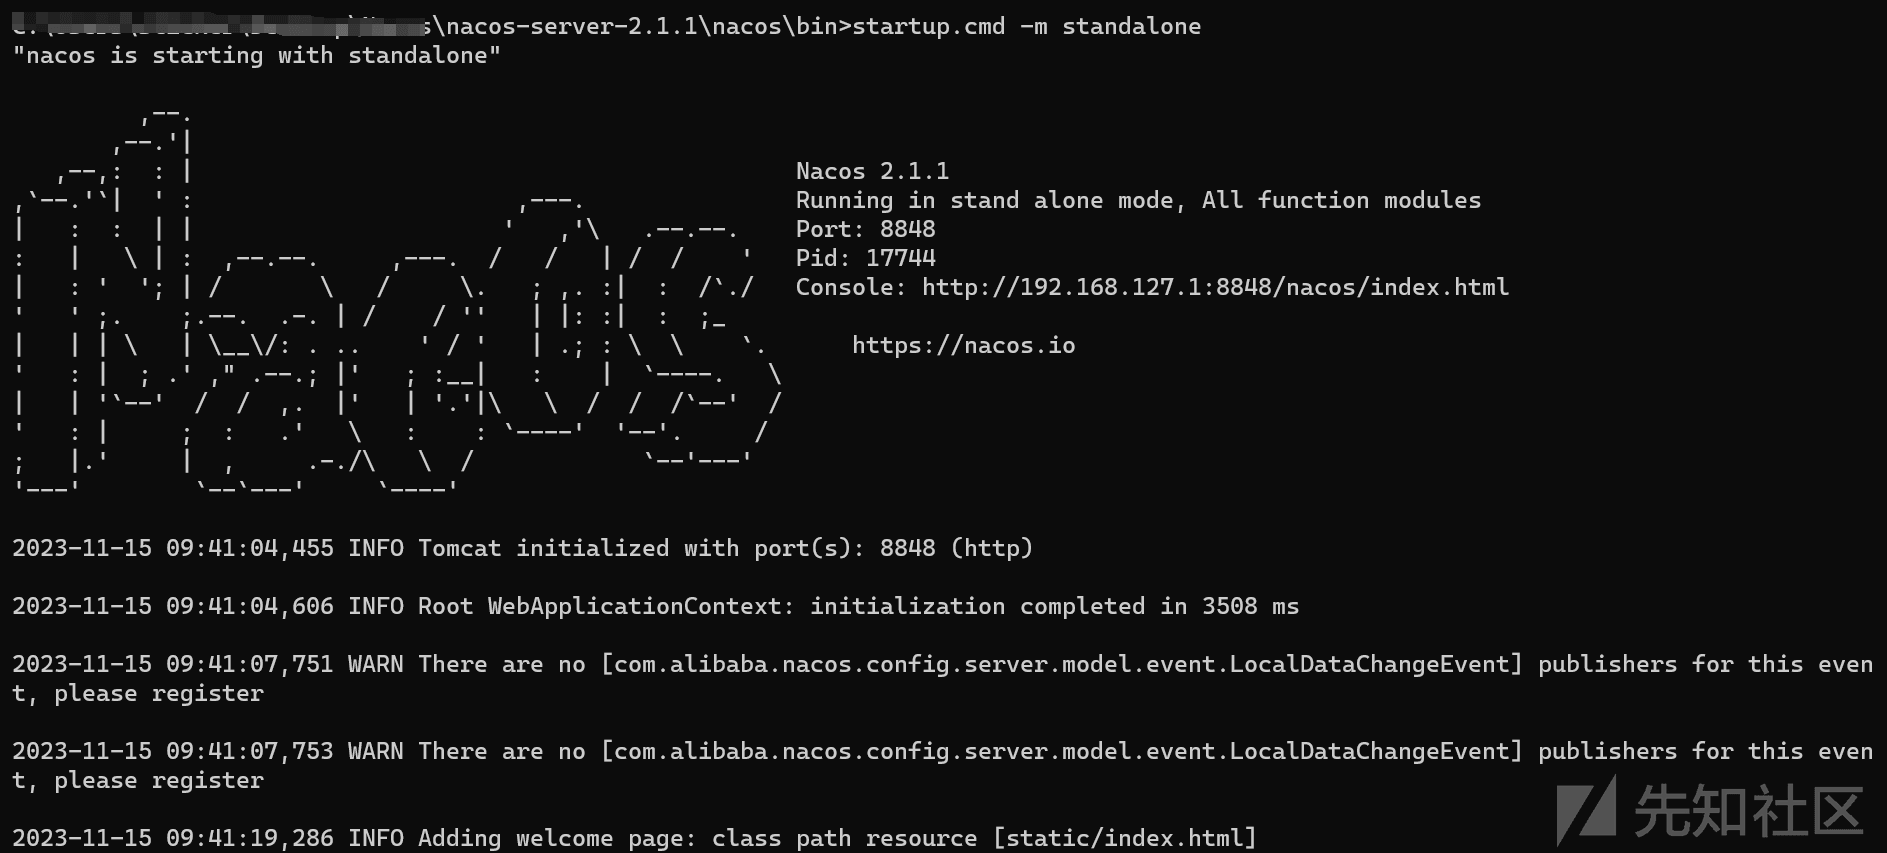 s\nacos-server-2.1.1\nacos\bin>startup.cmd -m standalone
"nacos is starting with standalone"
Nacos 2.1.1
Running in stand alone mode, All function modules
Port: 8848
Pid: 17744
Console: http://192.168.127.1:8848/nacos/index.html
https://nacos.io
2023-11-15 09:41:04,455 INFO Tomcat initialized with port(s): 8848 (http)
2023-11-15 09:41:04,606 INFO Root WebApplicationContext: initialization completed in 3508 ms
2023-11-15 09:41:07,751 WARN There are no [com.alibaba.nacos.config.server.model.event.LocalDataChangeEvent] publishers for this even
t, please register
2023-11-15 09:41:07,753 WARN There are no [com.alibaba.nacos.config.server.model.event.LocalDataChangeEvent] publishers for this even
t, please register
2023-11-15 09:41:19,286 INFO Adding welcome page: class path resource [static/index.html]
先知社区